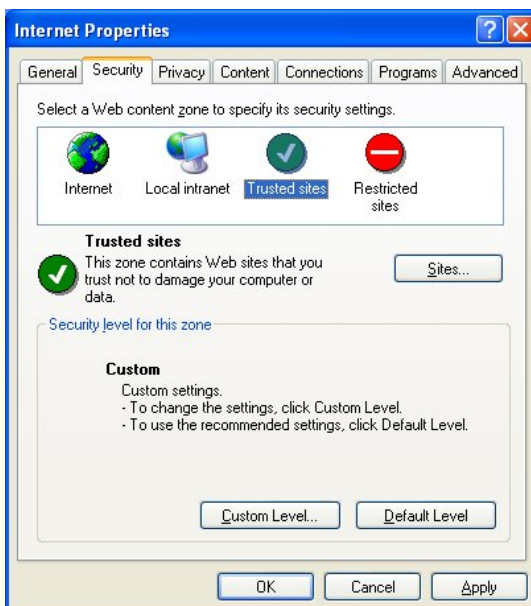 Internet Properties
General Security Privacy Content Connections Programs Advanced
Select a Web content zone to specify its security settings.
Internet Local intranet Trusted sites Restricted
sites
Trusted sites
This zone contains Web sites that you
trust not to damage your computer or
data.
Sites...
Security level for this zone
Custom
Custom settings.
- To change the settings, click Custom Level.
- To use the recommended settings, click Default Level.
Custom Level... Default Level
OK Cancel Apply